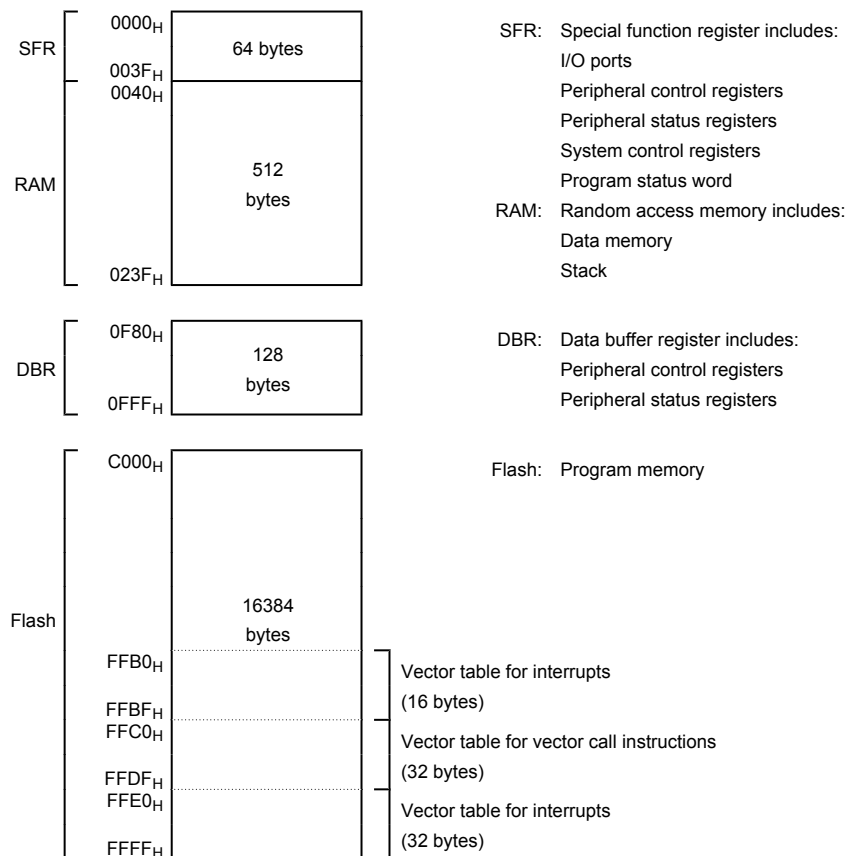 0000H
SFR
64 bytes
003FH
0040H
RAM
512
bytes
023FH
0F80H
DBR
128
bytes
0FFFH
C000H
Flash
16384
bytes
FFB0H
FFBFH
FFC0H
FFDFH
FFE0H
FFFFH
Vector table for interrupts
(16 bytes)
Vector table for vector call instructions
(32 bytes)
Vector table for interrupts
(32 bytes)
SFR: Special function register includes:
I/O ports
Peripheral control registers
Peripheral status registers
System control registers
Program status word
RAM: Random access memory includes:
Data memory
Stack
DBR: Data buffer register includes:
Peripheral control registers
Peripheral status registers
Flash: Program memory